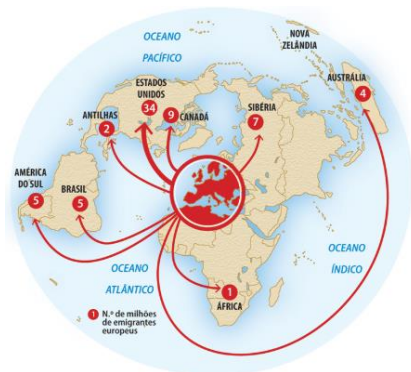 OCEANO
PACÍFICO
NOVA
ZELÂNDIA
AUSTRÁLIA
4
ESTADOS
UNIDOS
34
9
CANADÁ
SIBÉRIA
7
ANTILHAS
2
AMÉRICA
DO SUL
5
BRASIL
5
OCEANO
ÍNDICO
OCEANO
ATLÂNTICO
1
ÁFRICA
1 N.º de milhões
de emigrantes
europeus